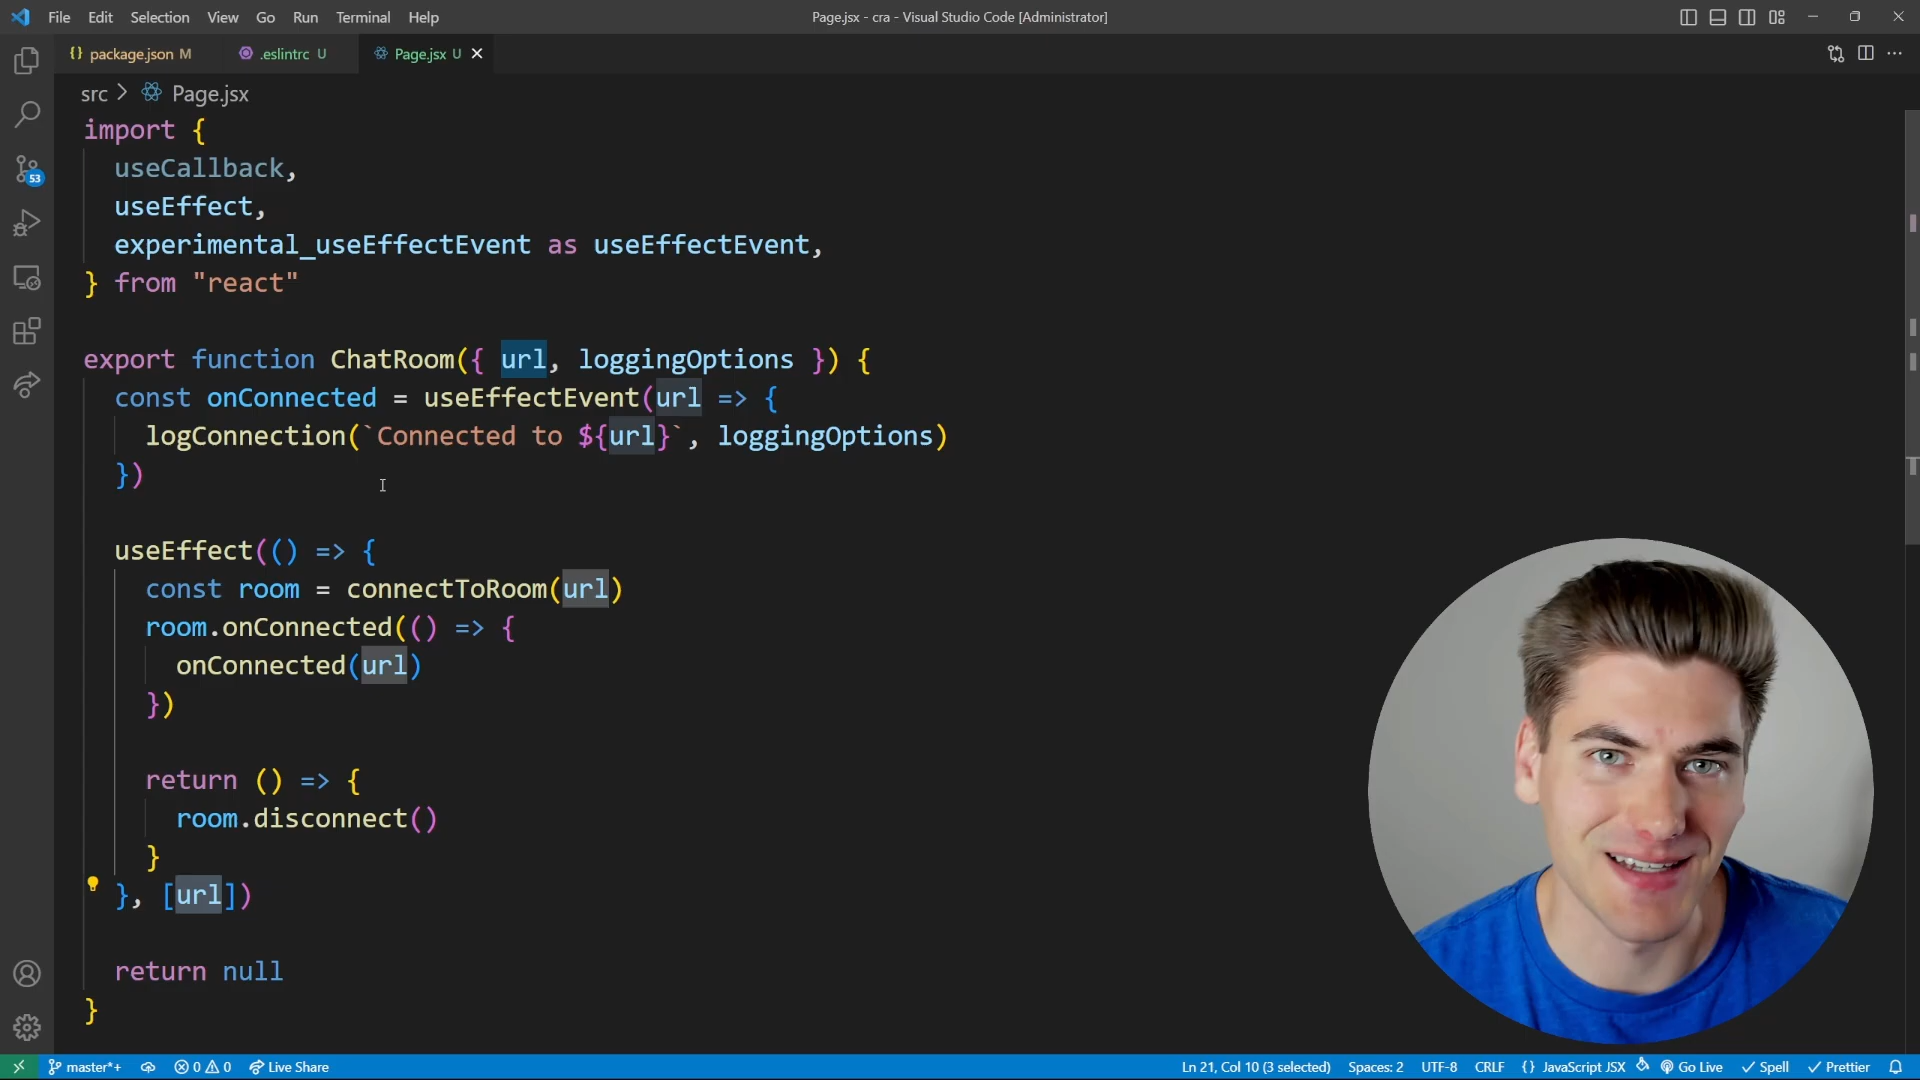 File Edit Selection View Go Run Terminal Help
Page.jsx - cra - Visual Studio Code [Administrator]
{} package.json M
.eslintrc U
Page.jsx U
src > Page.jsx
53
import {
useCallback,
useEffect,
experimental_useEffectEvent as useEffectEvent,
} from "react"
export function ChatRoom({ url, loggingOptions }) {
const onConnected = useEffectEvent(url => {
logConnection(`Connected to ${url}`, loggingOptions)
})
useEffect(() => {
const room = connectToRoom(url)
room.onConnected(() => {
onConnected(url)
})
return () => {
room.disconnect()
}
}, [url])
return null
}
master*+ 0 0 Live Share
Ln 21, Col 10 (3 selected) Spaces: 2 UTF-8 CRLF {} JavaScript JSX Go Live Spell Prettier